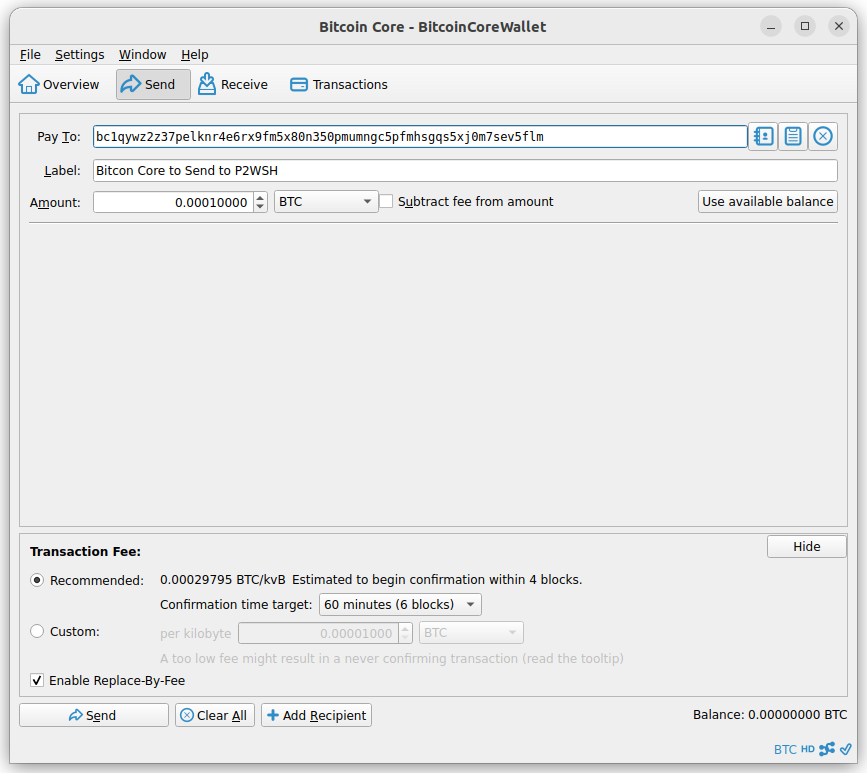 Bitcoin Core - BitcoinCoreWallet
File Settings Window Help
Overview Send Receive Transactions
Pay To: bc1qywz2z37pelknr4e6rx9fm5x80n350pmumngc5pfmhsgqs5xj0m7sev5flm
Label: Bitcon Core to Send to P2WSH
Amount: 0.00010000 BTC Subtract fee from amount Use available balance
Transaction Fee: Hide
Recommended: 0.00029795 BTC/kvB Estimated to begin confirmation within 4 blocks.
Confirmation time target: 60 minutes (6 blocks)
Custom: per kilobyte 0.00001000 BTC
A too low fee might result in a never confirming transaction (read the tooltip)
Enable Replace-By-Fee
Send Clear All Add Recipient Balance: 0.00000000 BTC
BTC HD